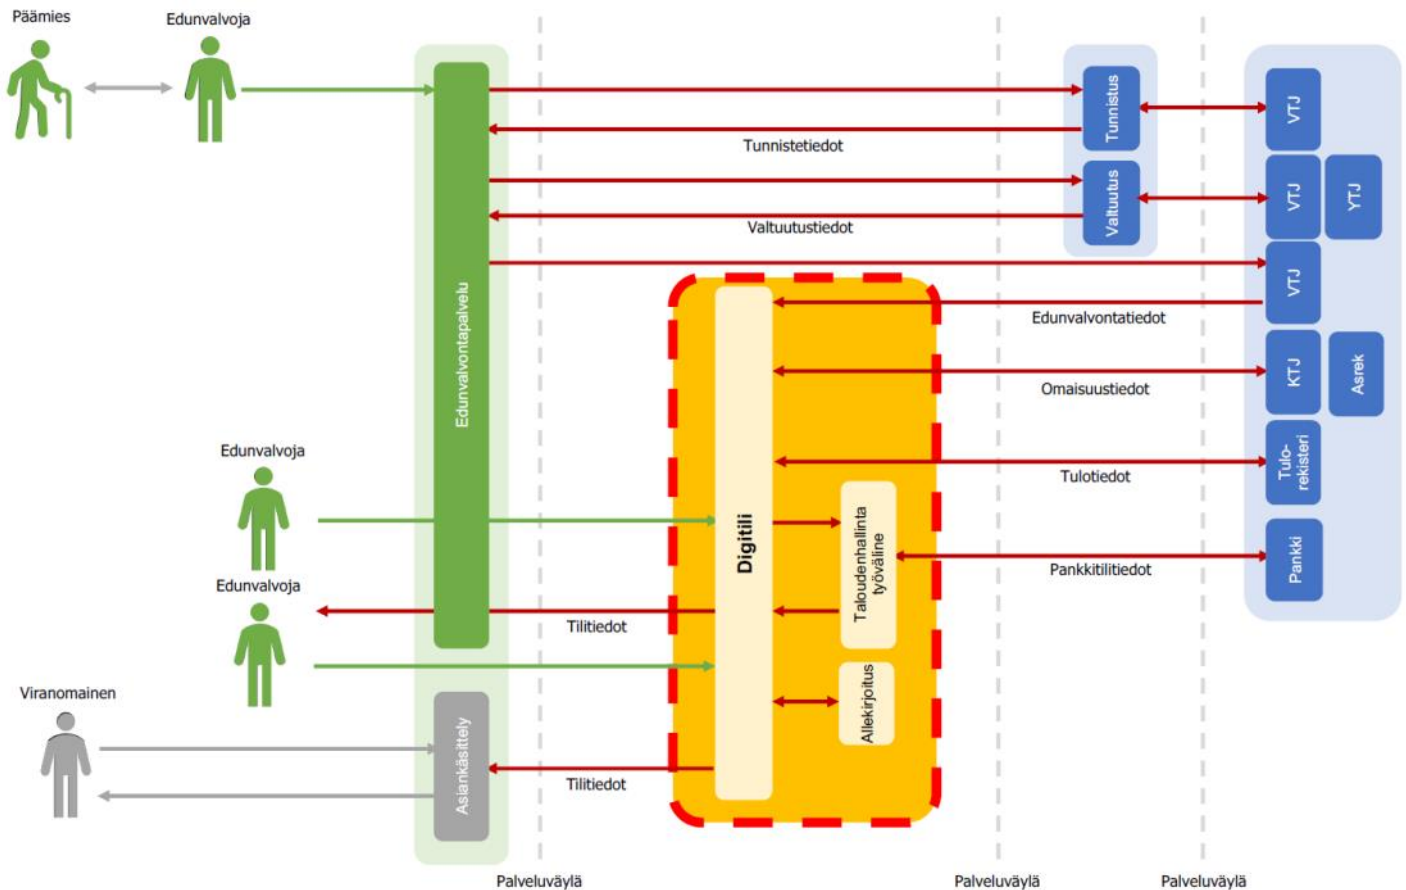 Päämies
Edunvalvoja
Edunvalvontapalvelu
Tunnistus
VTJ
Tunnistetiedot
Valtuutus
VTJ
YTJ
Valtuutustiedot
VTJ
Edunvalvontatiedot
KTJ
Asrek
Omaisuustiedot
Edunvalvoja
Tulo-
rekisteri
Tulotiedot
Digitili
Taloudenhallinta
työväline
Pankki
Pankkitilitiedot
Edunvalvoja
Tilitiedot
Allekirjoitus
Viranomainen
Asiankäsittely
Tilitiedot
Palveluväylä
Palveluväylä
Palveluväylä